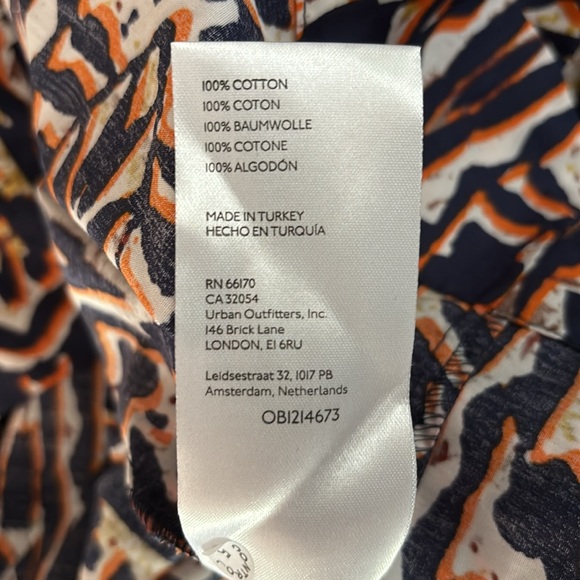 100% COTTON
100% COTON
100% BAUMWOLLE
100% COTONE
100% ALGODÓN
MADE IN TURKEY
HECHO EN TURQUÍA
RN 66170
CA 32054
Urban Outfitters, Inc.
146 Brick Lane
LONDON, E1 6RU
Leidsestraat 32, 1017 PB
Amsterdam, Netherlands
OB1214673